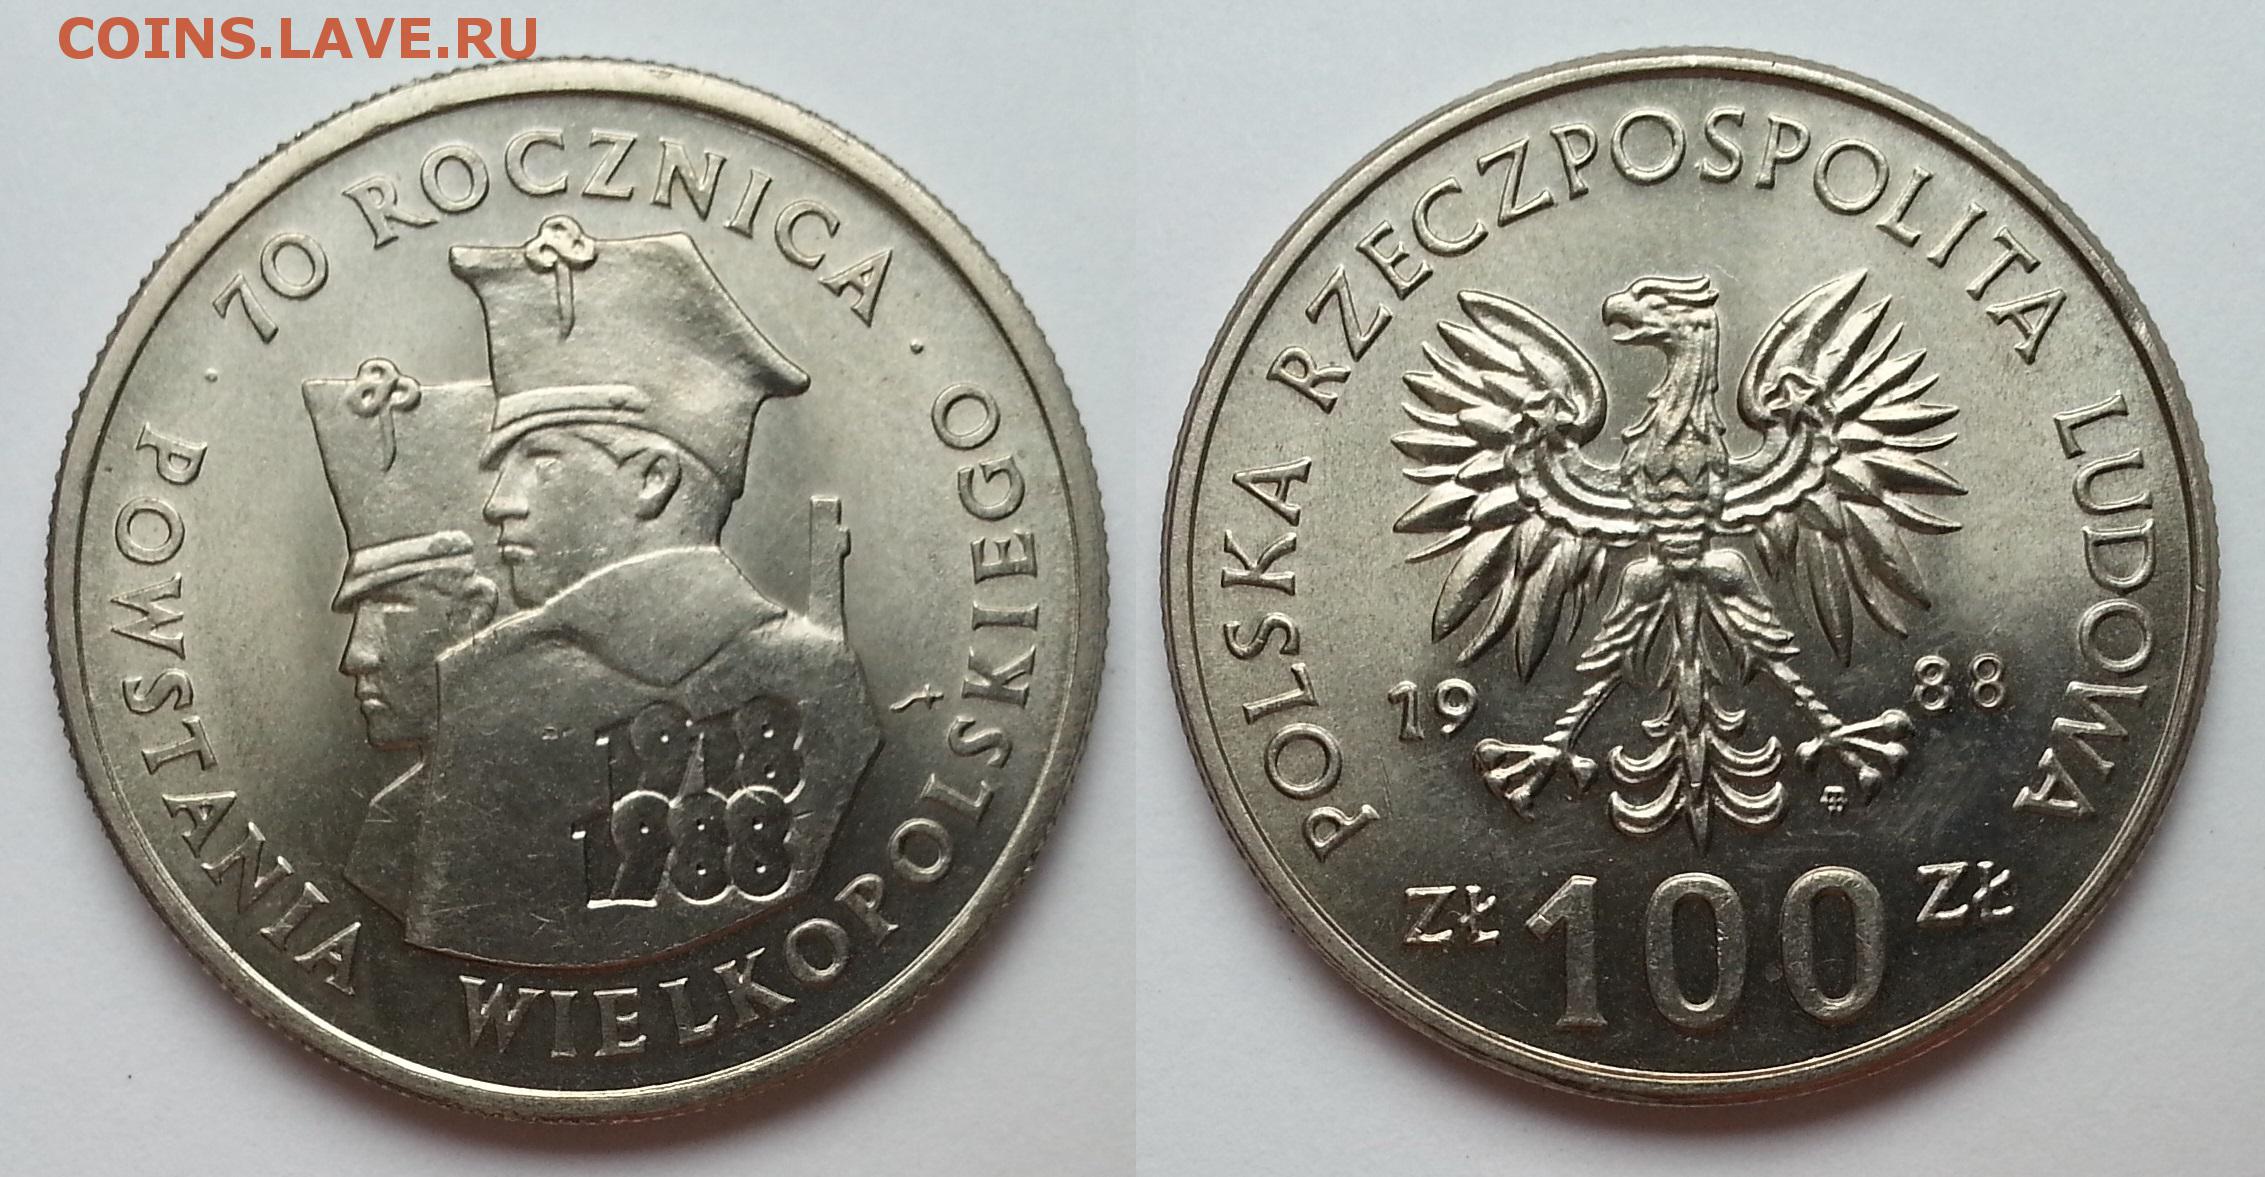 COINS.LAVE.RU
70 ROCZNICA · POWSTANIA WIELKOPOLSKIEGO ·
1918
1988
POLSKA RZECZPOSPOLITA LUDOWA
19 88
ZŁ 100 ZŁ